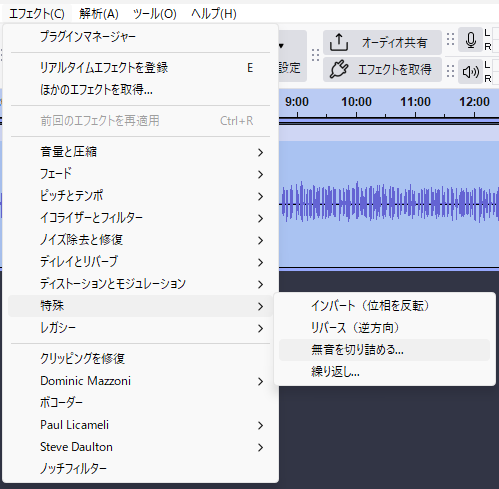 エフェクト(C) 解析(A) ツール(O) ヘルプ(H)
プラグインマネージャー
リアルタイムエフェクトを登録 E
ほかのエフェクトを取得...
前回のエフェクトを再適用 Ctrl+R
音量と圧縮
フェード
ピッチとテンポ
イコライザーとフィルター
ノイズ除去と修復
ディレイとリバーブ
ディストーションとモジュレーション
特殊
レガシー
クリッピングを修復
Dominic Mazzoni
ボコーダー
Paul Licameli
Steve Daulton
ノッチフィルター
インバート（位相を反転）
リバース（逆方向）
無音を切り詰める...
繰り返し...
設定
オーディオ共有
エフェクトを取得
L
R
L
R
9:00 10:00 11:00 12:00